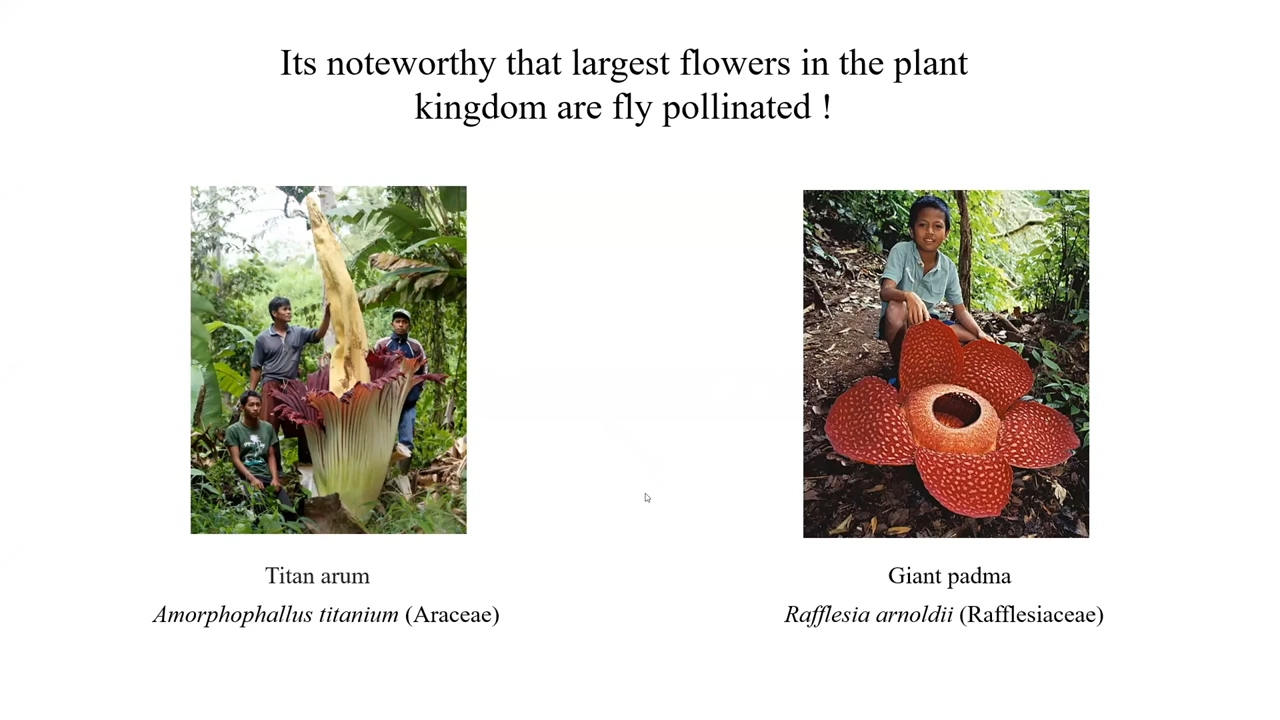 Its noteworthy that largest flowers in the plant
kingdom are fly pollinated !
Titan arum
Amorphophallus titanium (Araceae)
Giant padma
Rafflesia arnoldii (Rafflesiaceae)